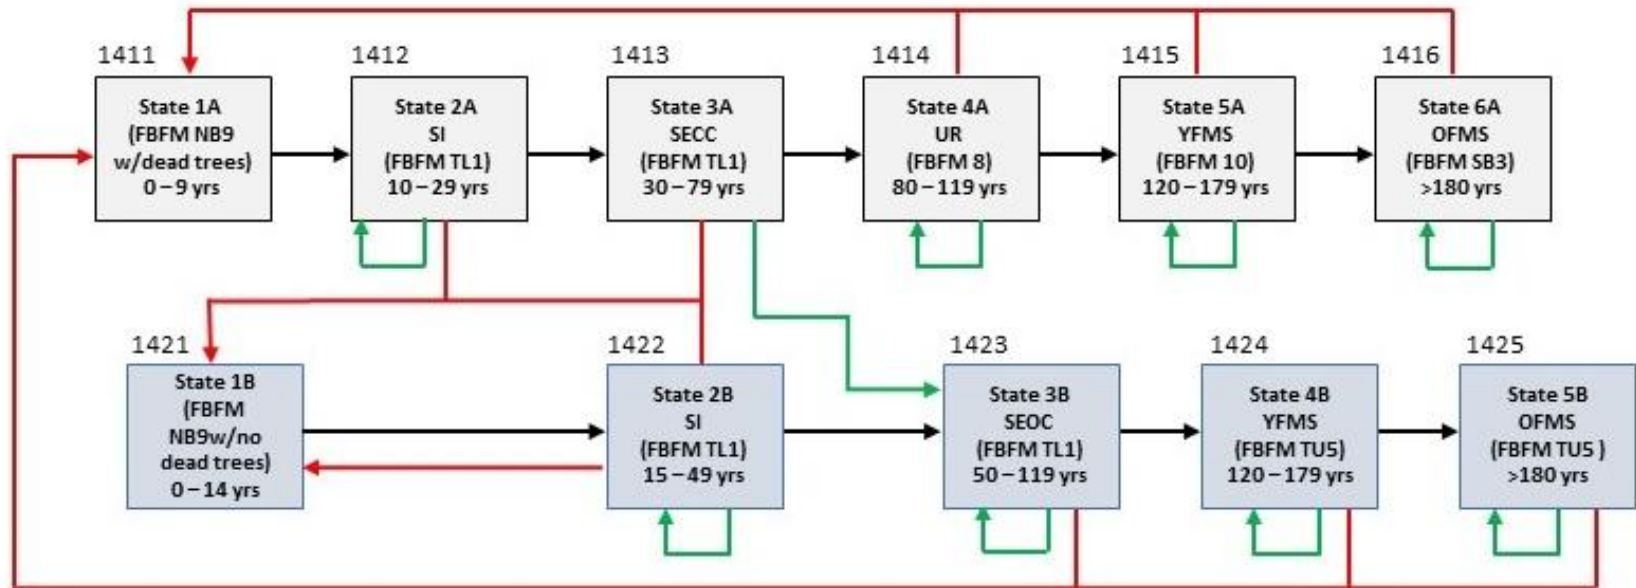 1411
State 1A
(FBFM NB9
w/dead trees)
0 – 9 yrs
1412
State 2A
SI
(FBFM TL1)
10 – 29 yrs
1413
State 3A
SECC
(FBFM TL1)
30 – 79 yrs
1414
State 4A
UR
(FBFM 8)
80 – 119 yrs
1415
State 5A
YFMS
(FBFM 10)
120 – 179 yrs
1416
State 6A
OFMS
(FBFM SB3)
>180 yrs
1421
State 1B
(FBFM
NB9w/no
dead trees)
0 – 14 yrs
1422
State 2B
SI
(FBFM TL1)
15 – 49 yrs
1423
State 3B
SEOC
(FBFM TL1)
50 – 119 yrs
1424
State 4B
YFMS
(FBFM TU5)
120 – 179 yrs
1425
State 5B
OFMS
(FBFM TU5 )
>180 yrs